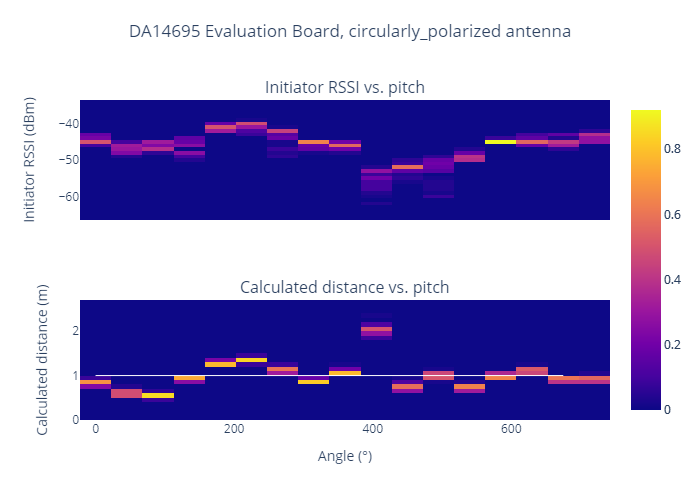 DA14695 Evaluation Board, circularly_polarized antenna
Initiator RSSI vs. pitch
Initiator RSSI (dBm)
−40
−50
−60
Calculated distance vs. pitch
Calculated distance (m)
2
1
0
0
200
400
600
Angle (°)
0.8
0.6
0.4
0.2
0